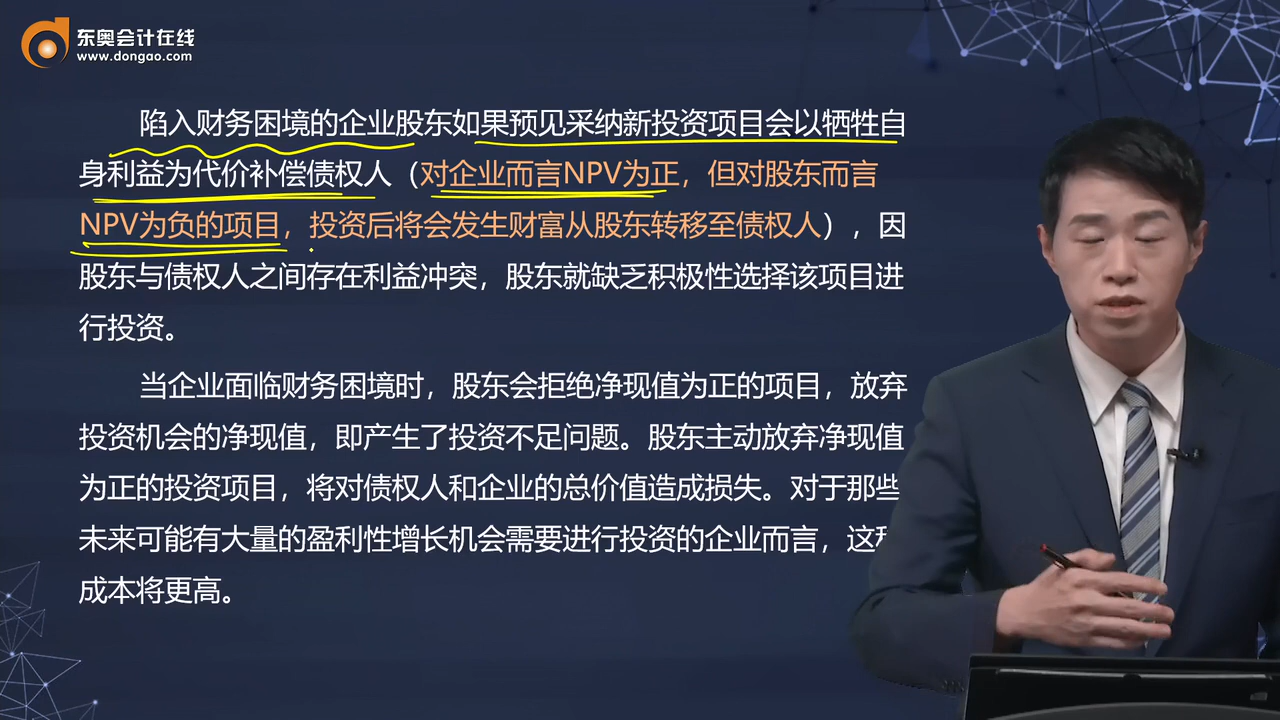 东奥会计在线
www.dongao.com
陷入财务困境的企业股东如果预见采纳新投资项目会以牺牲自
身利益为代价补偿债权人（对企业而言NPV为正，但对股东而言
NPV为负的项目，投资后将会发生财富从股东转移至债权人），因
股东与债权人之间存在利益冲突，股东就缺乏积极性选择该项目进
行投资。
当企业面临财务困境时，股东会拒绝净现值为正的项目，放弃
投资机会的净现值，即产生了投资不足问题。股东主动放弃净现值
为正的投资项目，将对债权人和企业的总价值造成损失。对于那些
未来可能有大量的盈利性增长机会需要进行投资的企业而言，这
成本将更高。